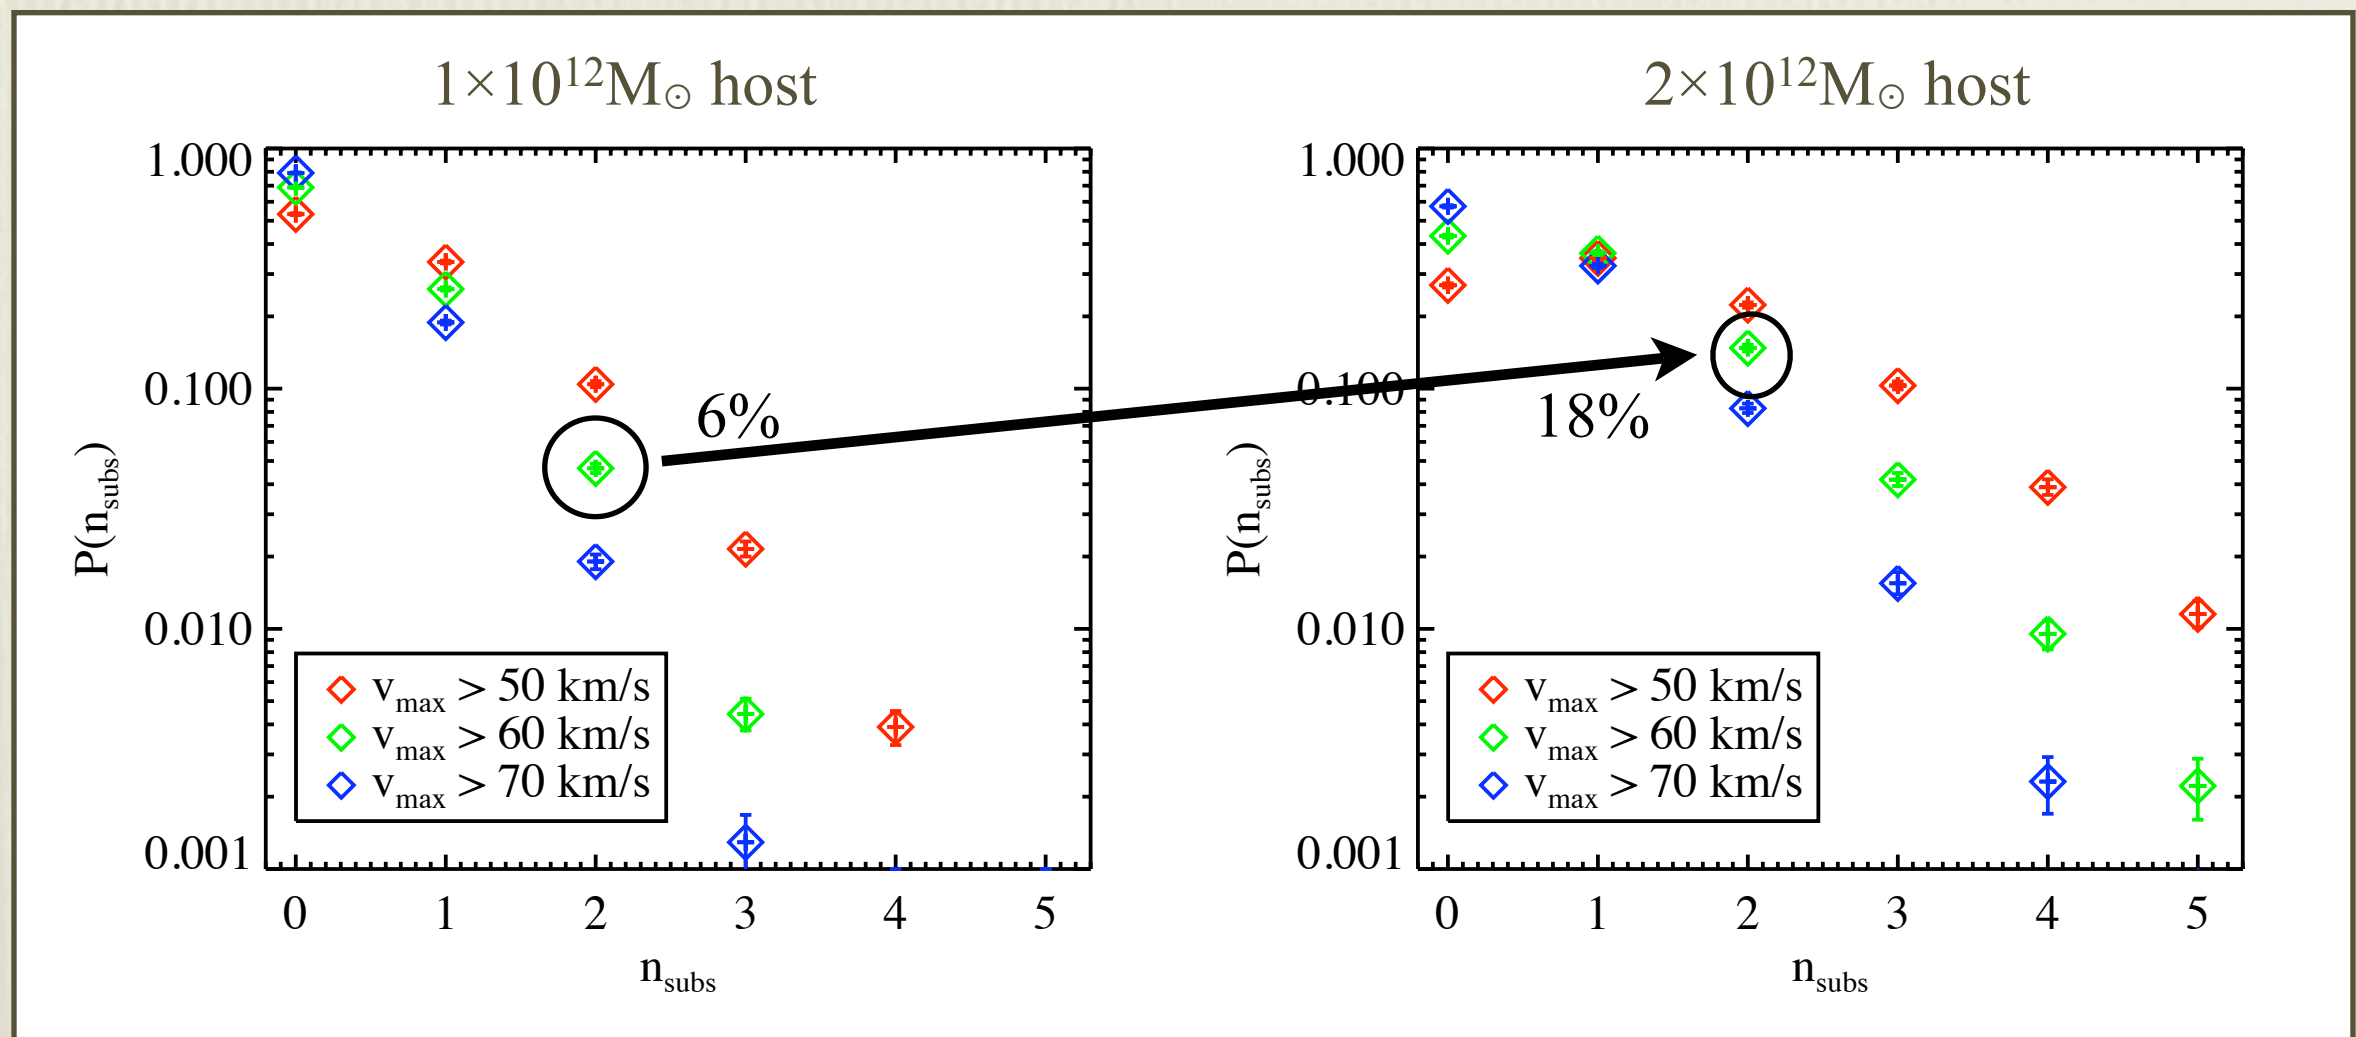 1×10¹²M☉ host
1.000
0.100
0.010
0.001
P(n_subs)
6%
v_max > 50 km/s
v_max > 60 km/s
v_max > 70 km/s
0 1 2 3 4 5
n_subs
2×10¹²M☉ host
1.000
0.100
0.010
0.001
P(n_subs)
18%
v_max > 50 km/s
v_max > 60 km/s
v_max > 70 km/s
0 1 2 3 4 5
n_subs